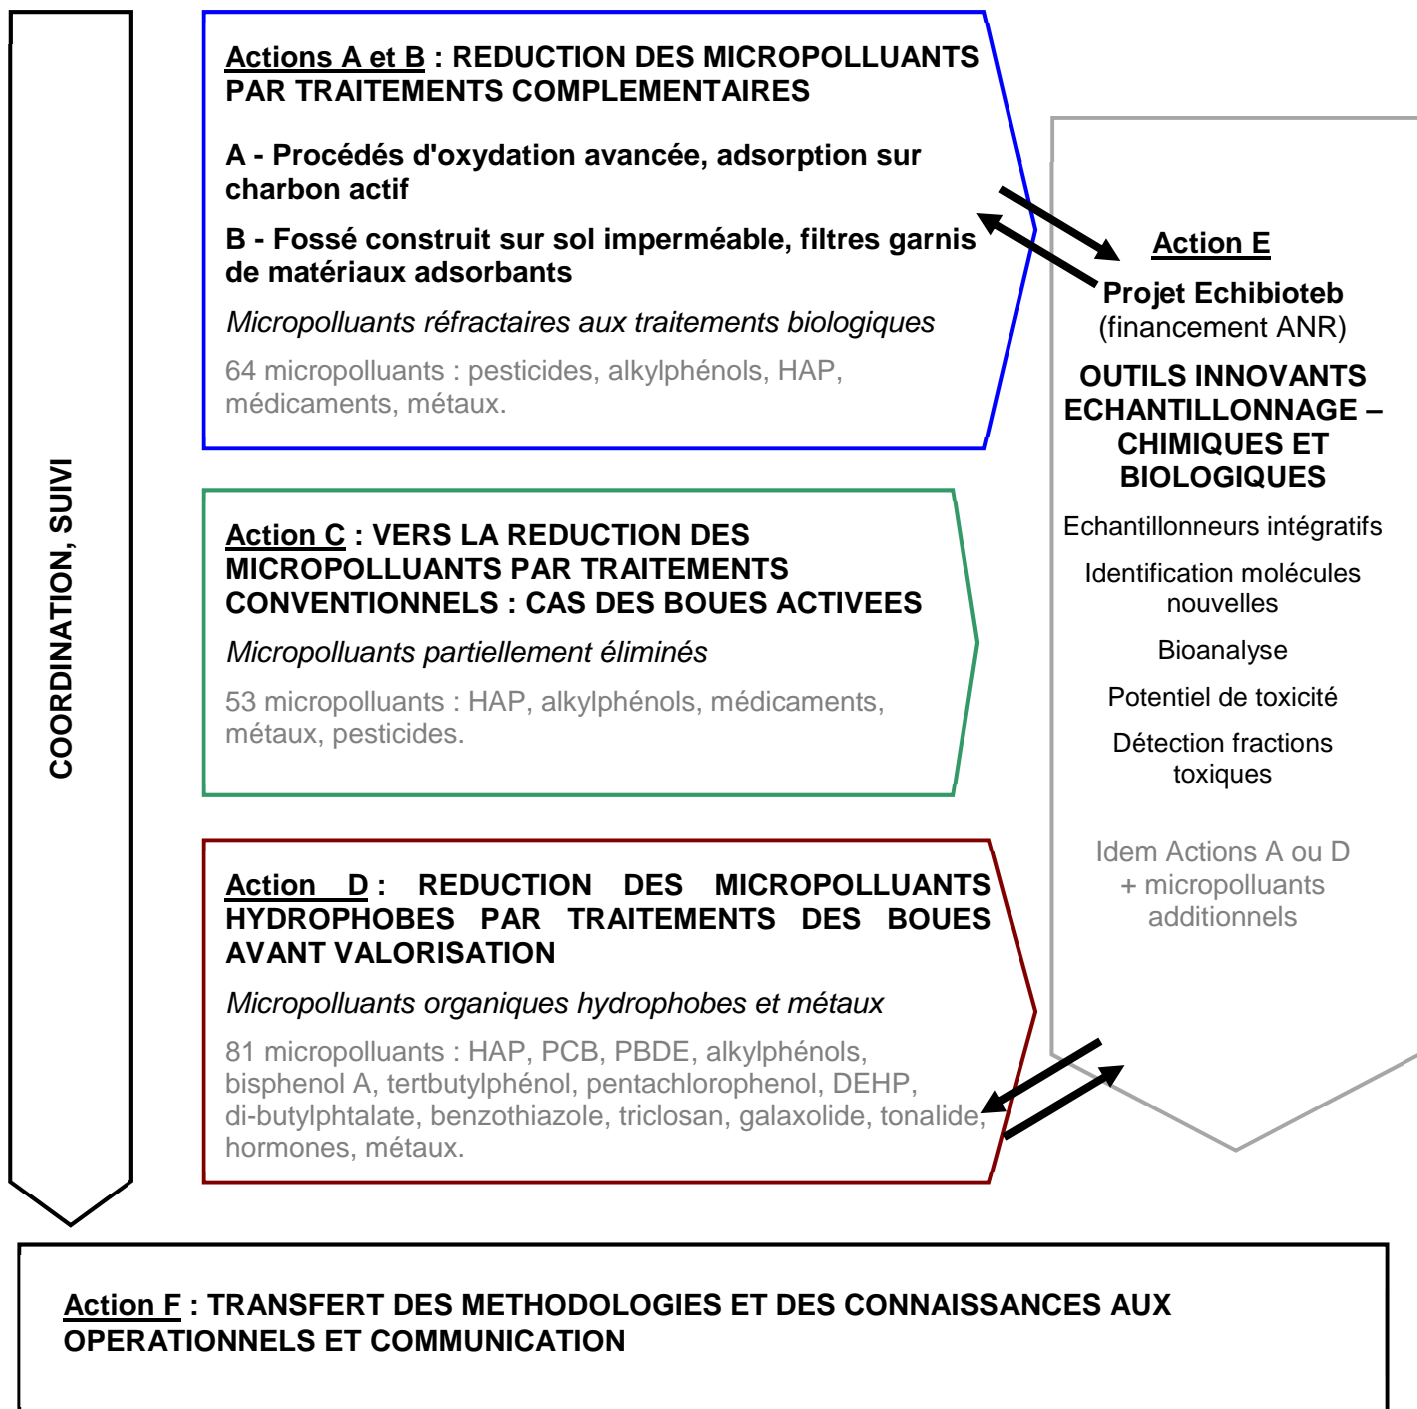 COORDINATION, SUIVI
Actions A et B : REDUCTION DES MICROPOLLUANTS
PAR TRAITEMENTS COMPLEMENTAIRES
A - Procédés d'oxydation avancée, adsorption sur
charbon actif
B - Fossé construit sur sol imperméable, filtres garnis
de matériaux adsorbants
Micropolluants réfractaires aux traitements biologiques
64 micropolluants : pesticides, alkylphénols, HAP,
médicaments, métaux.
Action C : VERS LA REDUCTION DES
MICROPOLLUANTS PAR TRAITEMENTS
CONVENTIONNELS : CAS DES BOUES ACTIVEES
Micropolluants partiellement éliminés
53 micropolluants : HAP, alkylphénols, médicaments,
métaux, pesticides.
Action D : REDUCTION DES MICROPOLLUANTS
HYDROPHOBES PAR TRAITEMENTS DES BOUES
AVANT VALORISATION
Micropolluants organiques hydrophobes et métaux
81 micropolluants : HAP, PCB, PBDE, alkylphénols,
bisphenol A, tertbutylphénol, pentachlorophenol, DEHP,
di-butylphtalate, benzothiazole, triclosan, galaxolide, tonalide,
hormones, métaux.
Action E
Projet Echibioteb
(financement ANR)
OUTILS INNOVANTS
ECHANTILLONNAGE –
CHIMIQUES ET
BIOLOGIQUES
Echantillonneurs intégratifs
Identification molécules
nouvelles
Bioanalyse
Potentiel de toxicité
Détection fractions
toxiques
Idem Actions A ou D
+ micropolluants
additionnels
Action F : TRANSFERT DES METHODOLOGIES ET DES CONNAISSANCES AUX
OPERATIONNELS ET COMMUNICATION